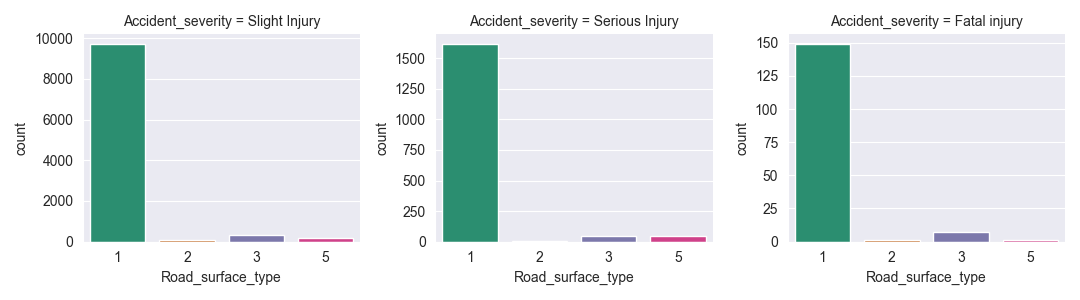 Accident_severity = Slight Injury
10000
8000
6000
4000
2000
0
count
1 2 3 5
Road_surface_type
Accident_severity = Serious Injury
1500
1250
1000
750
500
250
0
count
1 2 3 5
Road_surface_type
Accident_severity = Fatal injury
150
125
100
75
50
25
0
count
1 2 3 5
Road_surface_type